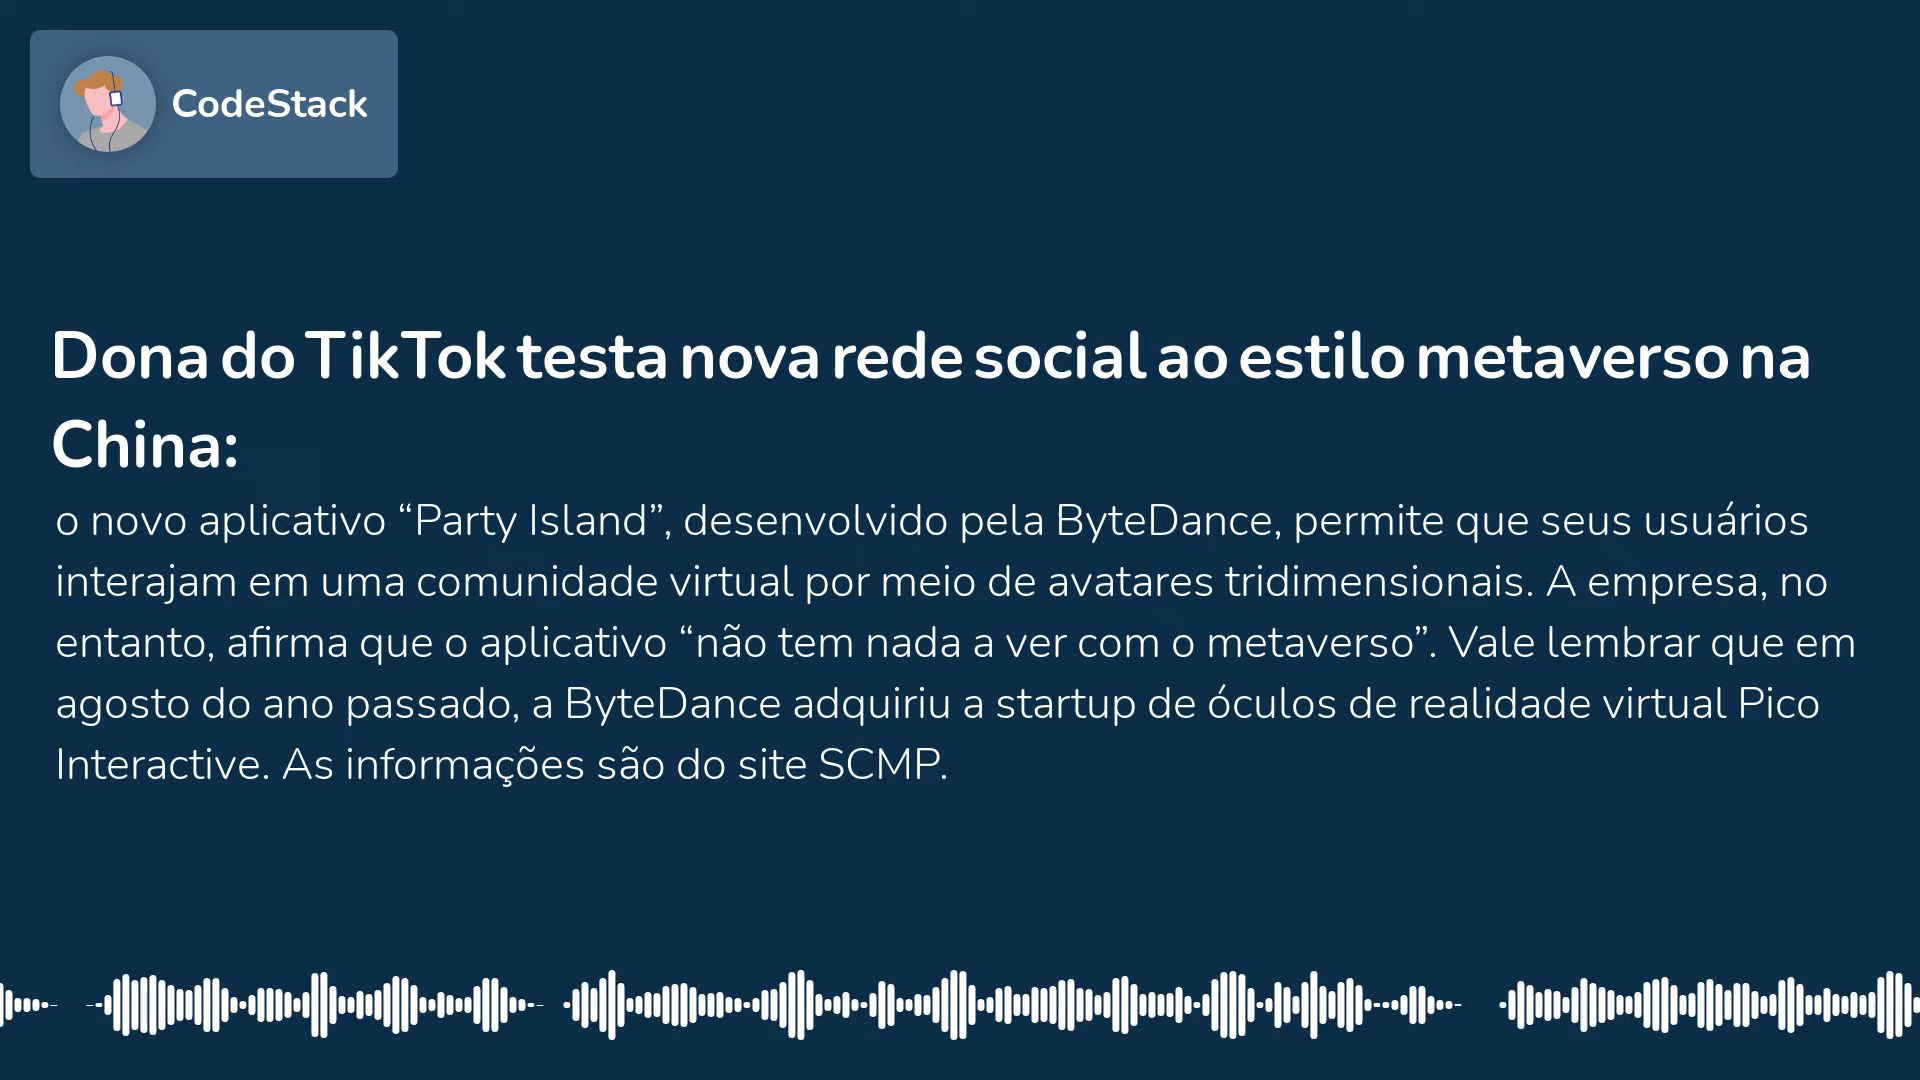 CodeStack
Dona do TikTok testa nova rede social ao estilo metaverso na
China:
o novo aplicativo “Party Island”, desenvolvido pela ByteDance, permite que seus usuários
interajam em uma comunidade virtual por meio de avatares tridimensionais. A empresa, no
entanto, afirma que o aplicativo “não tem nada a ver com o metaverso”. Vale lembrar que em
agosto do ano passado, a ByteDance adquiriu a startup de óculos de realidade virtual Pico
Interactive. As informações são do site SCMP.